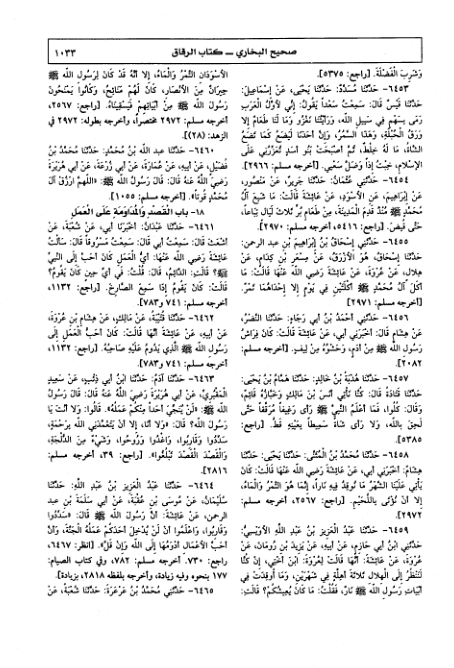 صحيح البخاري – كتاب الرقاق
١٠٣٣
وَشَرِبَ الْفَضْلَةَ. [راجع: ٥٣٧٥]
٦٤٥٣- حَدَّثَنَا مُسَدَّدٌ: حَدَّثَنَا يَحْيَى، عَنْ إِسْمَاعِيلَ:
حَدَّثَنَا قَيْسٌ قَالَ: سَمِعْتُ سَعْدًا يَقُولُ: إِنِّي لَأَوَّلُ الْعَرَبِ
رَمَى بِسَهْمٍ فِي سَبِيلِ اللَّهِ، وَرَأَيْتُنَا نَغْزُو وَمَا لَنَا طَعَامٌ إِلَّا
وَرَقُ الْحُبْلَةِ، وَهَذَا السَّمُرُ، وَإِنَّ أَحَدَنَا لَيَضَعُ كَمَا تَضَعُ
الشَّاةُ، مَا لَهُ خِلْطٌ، ثُمَّ أَصْبَحَتْ بَنُو أَسَدٍ تُعَزِّرُنِي عَلَى
الْإِسْلَامِ، خِبْتُ إِذًا وَضَلَّ سَعْيِي. [أخرجه مسلم: ٢٩٦٦]
٦٤٥٤- حَدَّثَنِي عُثْمَانُ: حَدَّثَنَا جَرِيرٌ، عَنْ مَنْصُورٍ،
عَنْ إِبْرَاهِيمَ، عَنِ الْأَسْوَدِ، عَنْ عَائِشَةَ قَالَتْ: مَا شَبِعَ آلُ
مُحَمَّدٍ ﷺ مُنْذُ قَدِمَ الْمَدِينَةَ، مِنْ طَعَامِ بُرٍّ ثَلَاثَ لَيَالٍ تِبَاعًا،
حَتَّى قُبِضَ. [راجع: ٥٤١٦، أخرجه مسلم: ٢٩٧٠]
٦٤٥٥- حَدَّثَنِي إِسْحَاقُ بْنُ إِبْرَاهِيمَ بْنِ عبد الرحمن:
حَدَّثَنَا إِسْحَاقُ، هُوَ الْأَزْرَقُ، عَنْ مِسْعَرِ بْنِ كِدَامٍ، عَنْ
هِلَالٍ، عَنْ عُرْوَةَ، عَنْ عَائِشَةَ رَضِيَ اللَّهُ عَنْهَا قَالَتْ: مَا
أَكَلَ آلُ مُحَمَّدٍ ﷺ أَكْلَتَيْنِ فِي يَوْمٍ إِلَّا إِحْدَاهُمَا تَمْرٌ.
[أخرجه مسلم: ٢٩٧١]
٦٤٥٦- حَدَّثَنِي أَحْمَدُ بْنُ أَبِي رَجَاءٍ: حَدَّثَنَا النَّضْرُ،
عَنْ هِشَامٍ قَالَ: أَخْبَرَنِي أَبِي، عَنْ عَائِشَةَ قَالَتْ: كَانَ فِرَاشُ
رَسُولِ اللَّهِ ﷺ مِنْ أَدَمٍ، وَحَشْوُهُ مِنْ لِيفٍ. [أخرجه مسلم:
٢٠٨٢]
٦٤٥٧- حَدَّثَنَا هُدْبَةُ بْنُ خَالِدٍ: حَدَّثَنَا هَمَّامُ بْنُ يَحْيَى:
حَدَّثَنَا قَتَادَةُ قَالَ: كُنَّا نَأْتِي أَنَسَ بْنَ مَالِكٍ وَخَبَّازُهُ قَائِمٌ،
وَقَالَ: كُلُوا، فَمَا أَعْلَمُ النَّبِيَّ ﷺ رَأَى رَغِيفًا مُرَقَّقًا حَتَّى
لَحِقَ بِاللَّهِ، وَلَا رَأَى شَاةً سَمِيطًا بِعَيْنِهِ قَطُّ. [راجع:
٥٣٨٥]
٦٤٥٨- حَدَّثَنَا مُحَمَّدُ بْنُ الْمُثَنَّى: حَدَّثَنَا يَحْيَى: حَدَّثَنَا
هِشَامٌ: أَخْبَرَنِي أَبِي، عَنْ عَائِشَةَ رَضِيَ اللَّهُ عَنْهَا قَالَتْ: كَانَ
يَأْتِي عَلَيْنَا الشَّهْرُ مَا نُوقِدُ فِيهِ نَارًا، إِنَّمَا هُوَ التَّمْرُ وَالْمَاءُ،
إِلَّا أَنْ نُؤْتَى بِاللُّحَيْمِ. [راجع: ٢٥٦٧، أخرجه مسلم:
٢٩٧٢]
٦٤٥٩- حَدَّثَنَا عَبْدُ الْعَزِيزِ بْنُ عَبْدِ اللَّهِ الْأُوَيْسِيُّ:
حَدَّثَنِي ابْنُ أَبِي حَازِمٍ، عَنْ أَبِيهِ، عَنْ يَزِيدَ بْنِ رُومَانَ، عَنْ
عُرْوَةَ، عَنْ عَائِشَةَ: أَنَّهَا قَالَتْ لِعُرْوَةَ: ابْنَ أُخْتِي، إِنْ كُنَّا
لَنَنْظُرُ إِلَى الْهِلَالِ ثَلَاثَةَ أَهِلَّةٍ فِي شَهْرَيْنِ، وَمَا أُوقِدَتْ فِي
أَبْيَاتِ رَسُولِ اللَّهِ ﷺ نَارٌ، فَقُلْتُ: مَا كَانَ يُعِيشُكُمْ؟ قَالَتِ:
الْأَسْوَدَانِ التَّمْرُ وَالْمَاءُ، إِلَّا أَنَّهُ قَدْ كَانَ لِرَسُولِ اللَّهِ ﷺ
جِيرَانٌ مِنَ الْأَنْصَارِ، كَانَ لَهُمْ مَنَائِحُ، وَكَانُوا يَمْنَحُونَ
رَسُولَ اللَّهِ ﷺ مِنْ أَبْيَاتِهِمْ فَيَسْقِينَاهُ. [راجع: ٢٥٦٧،
أخرجه مسلم: ٢٩٧٢ مختصراً، وأخرجه بطوله: ٢٩٧٢ في
الزهد: (٢٨)].
٦٤٦٠- حَدَّثَنَا عَبْدُ اللَّهِ بْنُ مُحَمَّدٍ: حَدَّثَنَا مُحَمَّدُ بْنُ
فُضَيْلٍ، عَنْ أَبِيهِ، عَنْ عُمَارَةَ، عَنْ أَبِي زُرْعَةَ، عَنْ أَبِي هُرَيْرَةَ
رَضِيَ اللَّهُ عَنْهُ قَالَ: قَالَ رَسُولُ اللَّهِ ﷺ: «اللَّهُمَّ ارْزُقْ آلَ
مُحَمَّدٍ قُوتًا». [أخرجه مسلم: ١٠٥٥]
١٨- باب القَصْدِ وَالمُدَاوَمَةِ عَلَى الْعَمَلِ
٦٤٦١- حَدَّثَنَا عَبْدَانُ: أَخْبَرَنَا أَبِي، عَنْ شُعْبَةَ، عَنْ
أَشْعَثَ قَالَ: سَمِعْتُ أَبِي قَالَ: سَمِعْتُ مَسْرُوقًا قَالَ: سَأَلْتُ
عَائِشَةَ رَضِيَ اللَّهُ عَنْهَا: أَيُّ الْعَمَلِ كَانَ أَحَبَّ إِلَى النَّبِيِّ
ﷺ؟ قَالَتْ: الدَّائِمُ، قَالَ: قُلْتُ: فِي أَيِّ حِينٍ كَانَ يَقُومُ؟
قَالَتْ: كَانَ يَقُومُ إِذَا سَمِعَ الصَّارِخَ. [راجع: ١١٣٢،
أخرجه مسلم: ٧٤١ و٧٨٣]
٦٤٦٢- حَدَّثَنَا قُتَيْبَةُ، عَنْ مَالِكٍ، عَنْ هِشَامِ بْنِ عُرْوَةَ،
عَنْ أَبِيهِ، عَنْ عَائِشَةَ أَنَّهَا قَالَتْ: كَانَ أَحَبُّ الْعَمَلِ إِلَى
رَسُولِ اللَّهِ ﷺ الَّذِي يَدُومُ عَلَيْهِ صَاحِبُهُ. [راجع: ١١٣٢،
أخرجه مسلم: ٧٤١ و٧٨٣]
٦٤٦٣- حَدَّثَنَا آدَمُ: حَدَّثَنَا ابْنُ أَبِي ذِئْبٍ، عَنْ سَعِيدٍ
الْمَقْبُرِيِّ، عَنْ أَبِي هُرَيْرَةَ رَضِيَ اللَّهُ عَنْهُ قَالَ: قَالَ رَسُولُ
اللَّهِ ﷺ: «لَنْ يُنَجِّيَ أَحَدًا مِنْكُمْ عَمَلُهُ». قَالُوا: وَلَا أَنْتَ يَا
رَسُولَ اللَّهِ؟ قَالَ: «وَلَا أَنَا، إِلَّا أَنْ يَتَغَمَّدَنِي اللَّهُ بِرَحْمَةٍ،
سَدِّدُوا وَقَارِبُوا، وَاغْدُوا وَرُوحُوا، وَشَيْءٌ مِنَ الدُّلْجَةِ،
وَالْقَصْدَ الْقَصْدَ تَبْلُغُوا». [راجع: ٣٩، أخرجه مسلم:
٢٨١٦]
٦٤٦٤- حَدَّثَنَا عَبْدُ الْعَزِيزِ بْنُ عَبْدِ اللَّهِ: حَدَّثَنَا
سُلَيْمَانُ، عَنْ مُوسَى بْنِ عُقْبَةَ، عَنْ أَبِي سَلَمَةَ بْنِ عبد
الرحمن، عَنْ عَائِشَةَ: أَنَّ رَسُولَ اللَّهِ ﷺ قَالَ: «سَدِّدُوا
وَقَارِبُوا، وَاعْلَمُوا أَنْ لَنْ يُدْخِلَ أَحَدَكُمْ عَمَلُهُ الْجَنَّةَ، وَأَنَّ
أَحَبَّ الْأَعْمَالِ أَدْوَمُهَا إِلَى اللَّهِ وَإِنْ قَلَّ». [انظر: ٦٤٦٧،
راجع: ٧٣٠، أخرجه مسلم: ٧٨٢، وفي كتاب الصيام:
١٧٧ بنحوه وفيه زيادة، وأخرجه بلفظه ٢٨١٨ بزيادة].
٦٤٦٥- حَدَّثَنِي مُحَمَّدُ بْنُ عَرْعَرَةَ: حَدَّثَنَا شُعْبَةُ، عَنْ